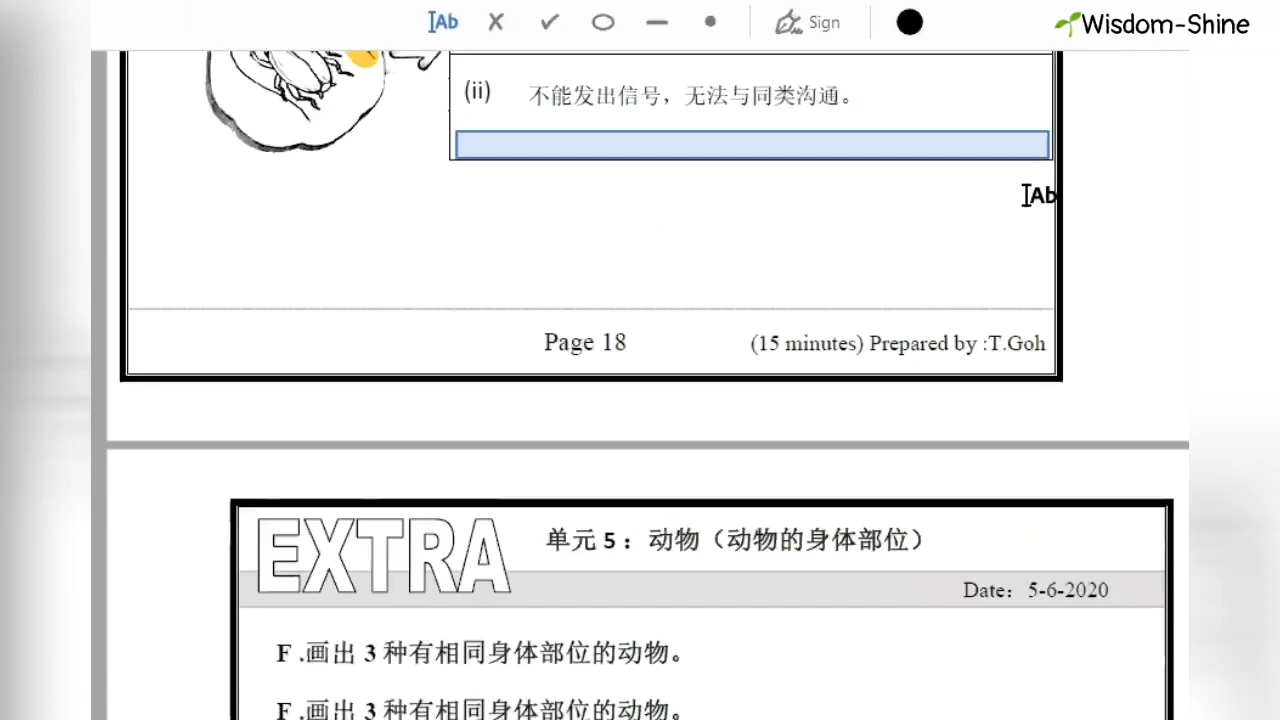 Ab
Sign
Wisdom-Shine
(ii) 不能发出信号，无法与同类沟通。
Ab
Page 18 (15 minutes) Prepared by :T.Goh
EXTRA 单元 5：动物（动物的身体部位）
Date：5-6-2020
F .画出 3 种有相同身体部位的动物。
F .画出 3 种有相同身体部位的动物。